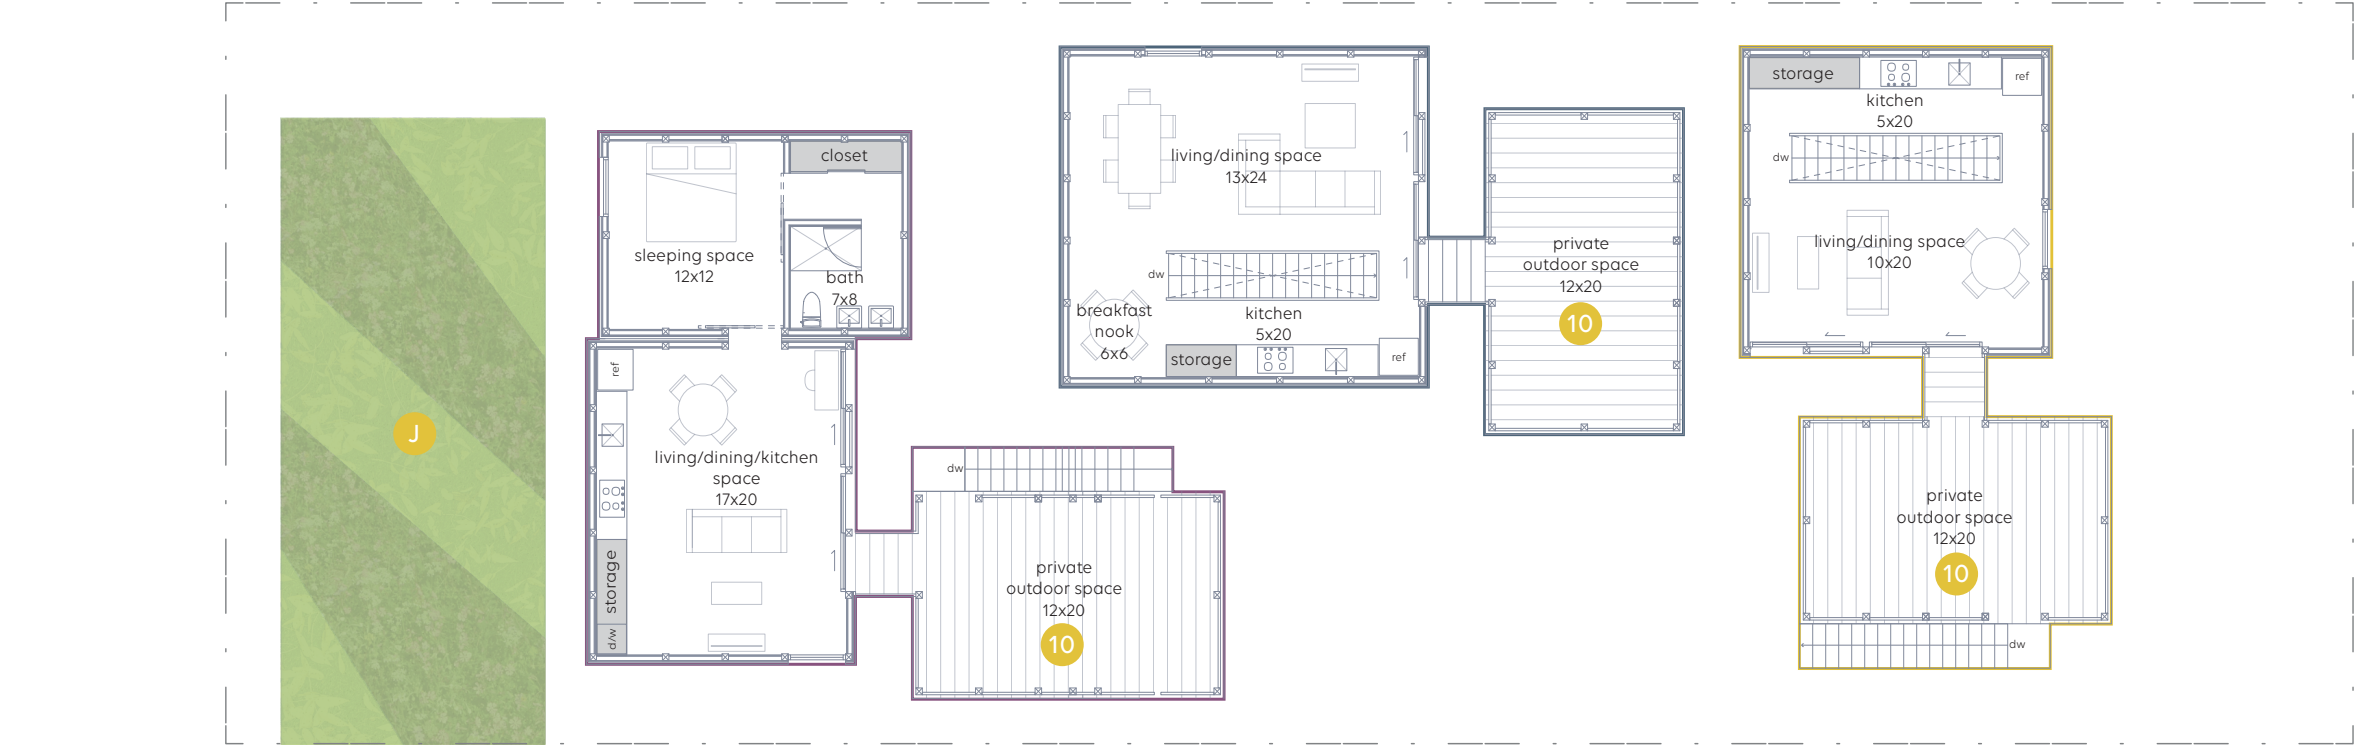 J
closet
sleeping space
12x12
bath
7x8
ref
living/dining/kitchen
space
17x20
storage
d/w
dw
private
outdoor space
12x20
10
living/dining space
13x24
dw
breakfast
nook
6x6
kitchen
5x20
storage
ref
private
outdoor space
12x20
10
storage
ref
kitchen
5x20
dw
living/dining space
10x20
private
outdoor space
12x20
10
dw